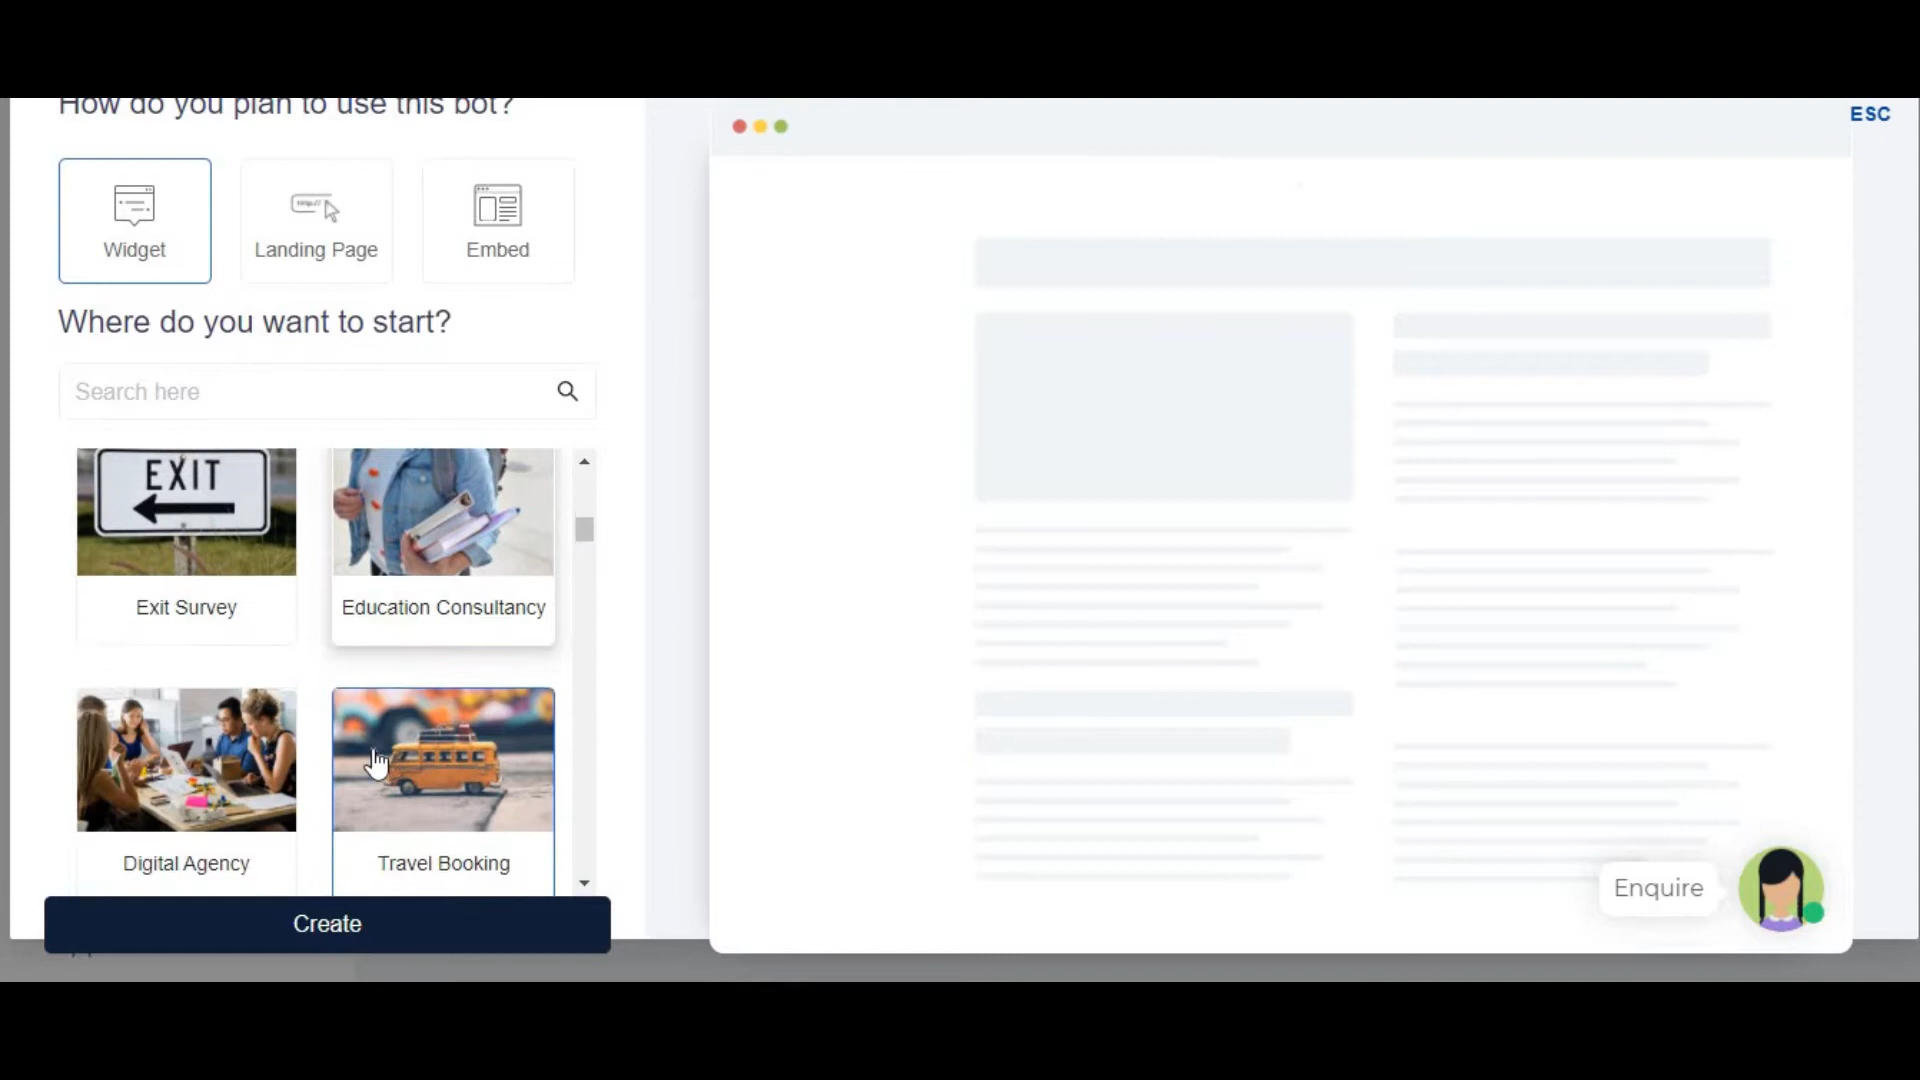 How do you plan to use this bot?
ESC
Widget
Landing Page
Embed
Where do you want to start?
Search here
EXIT
Exit Survey
Education Consultancy
Digital Agency
Travel Booking
Create
Enquire